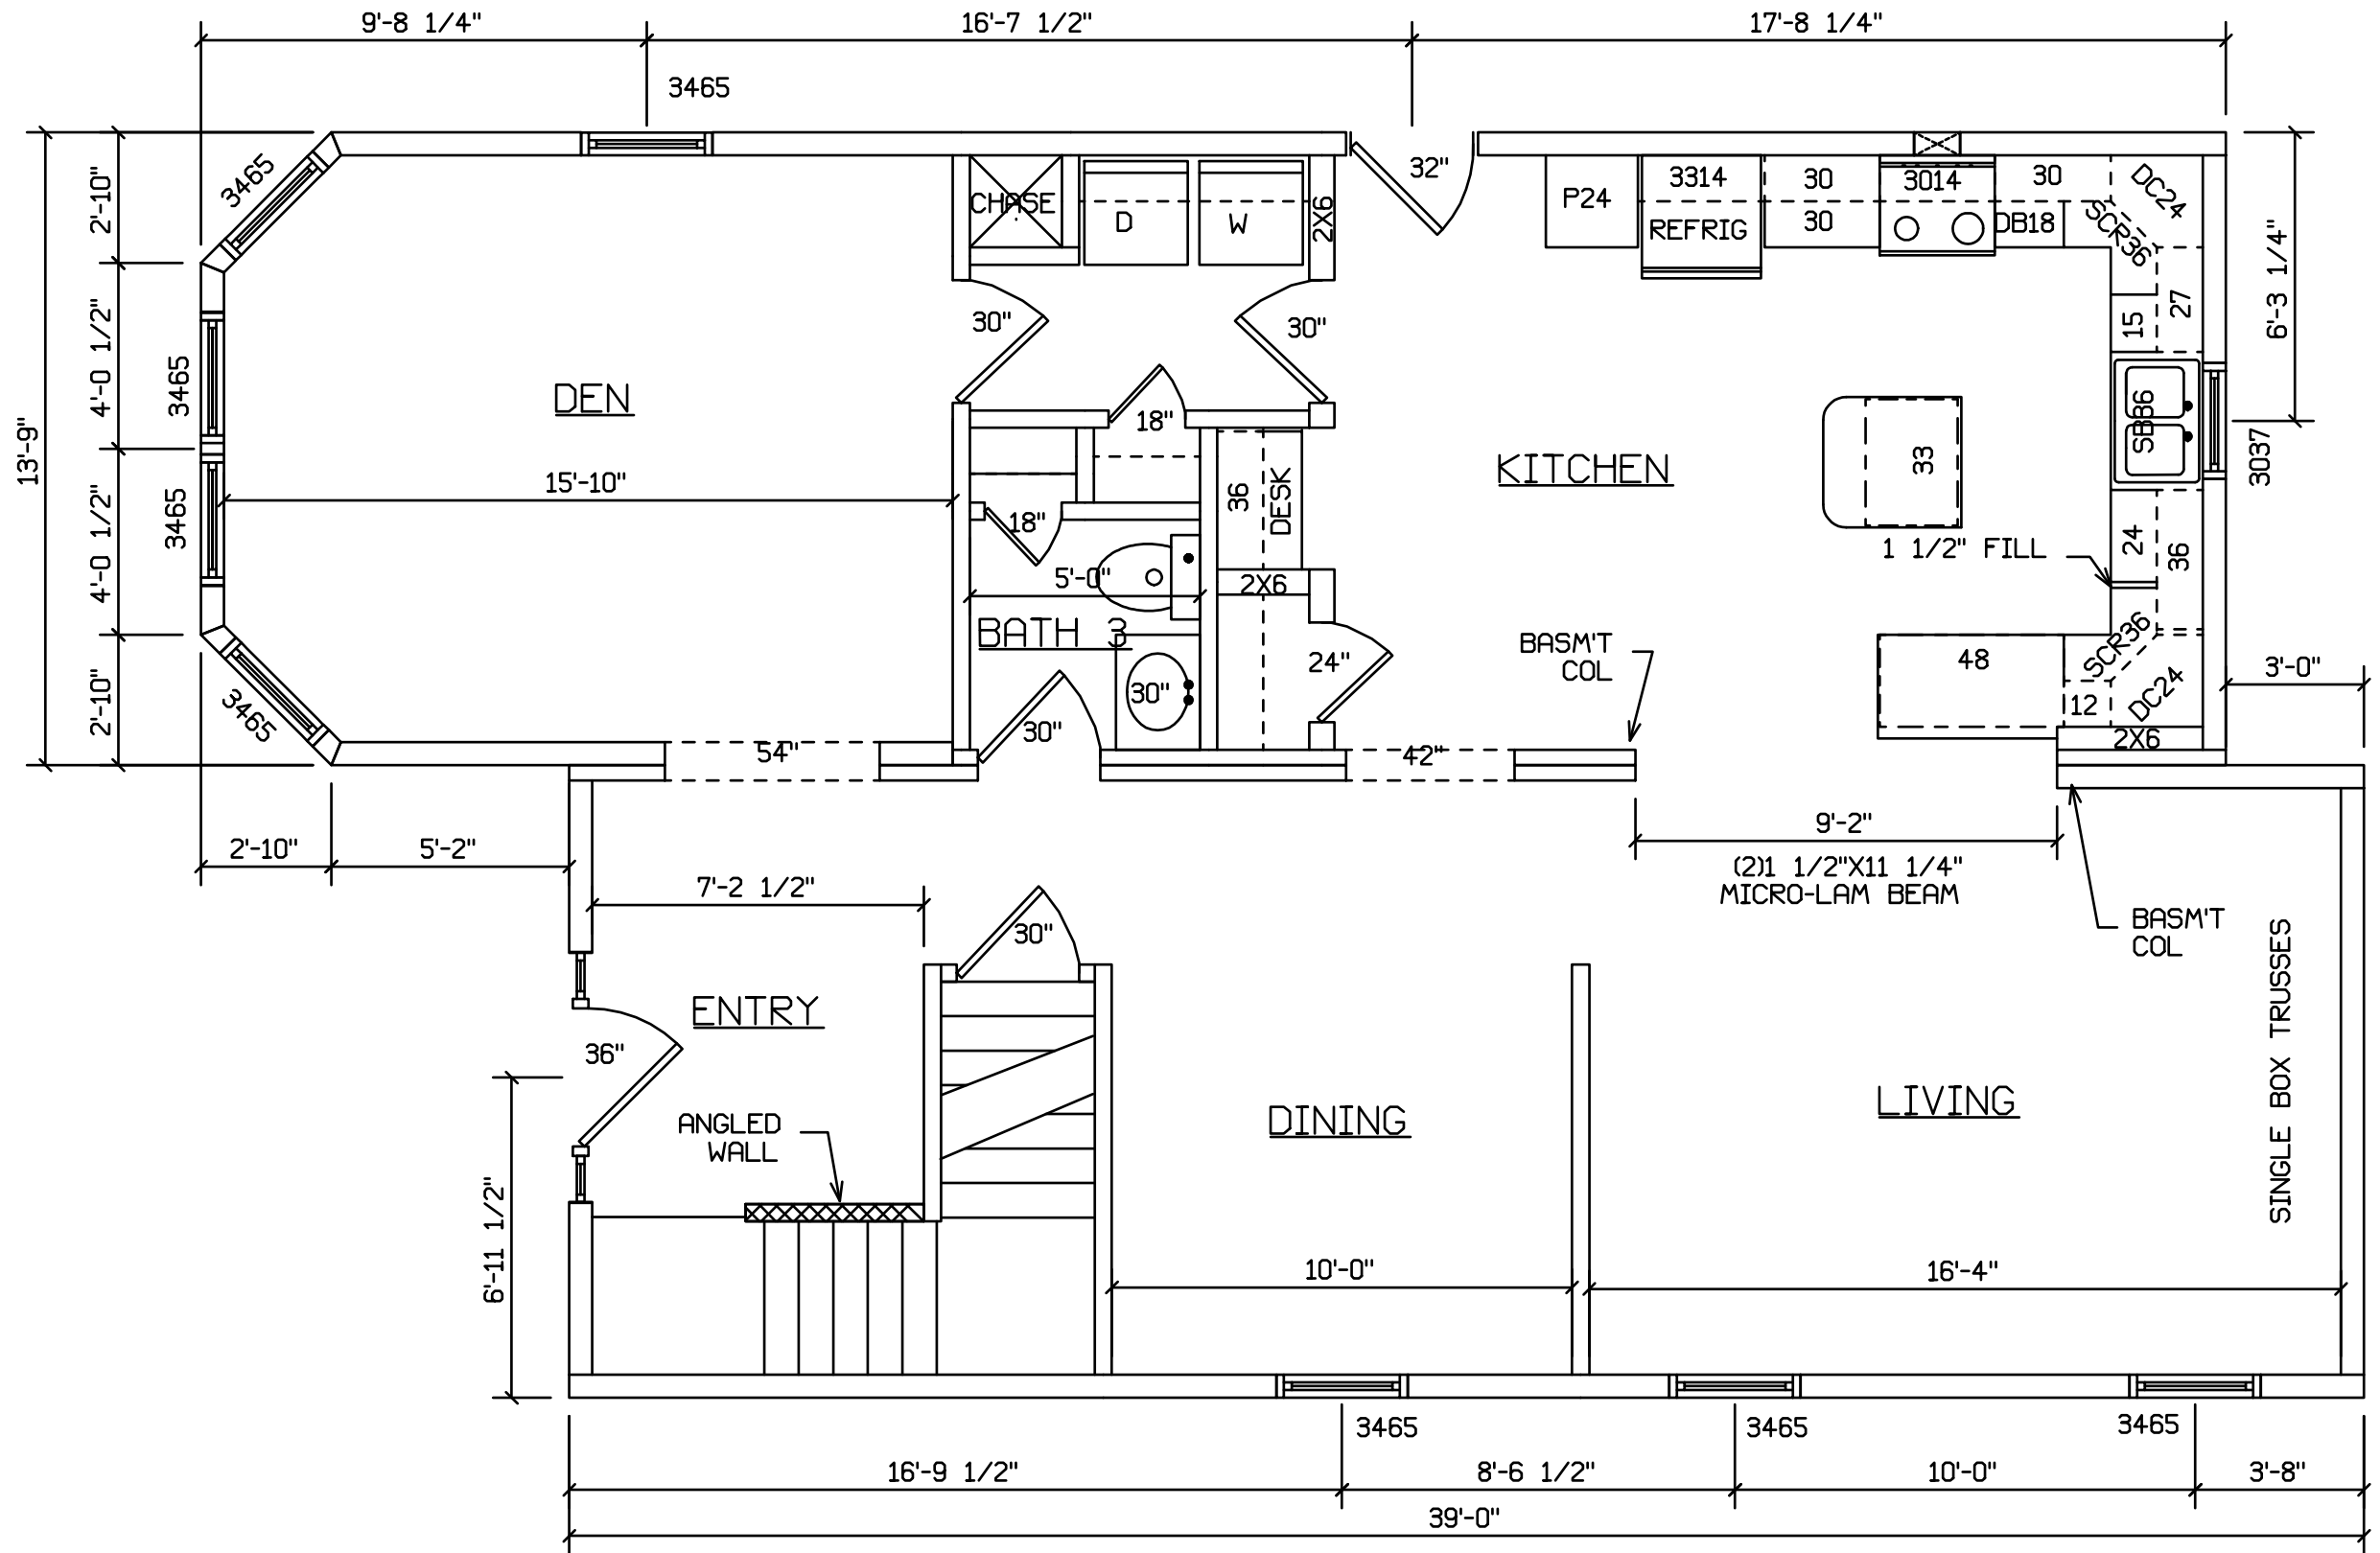 9'-8 1/4"
16'-7 1/2"
17'-8 1/4"
3465
13'-9"
2'-10"
4'-0 1/2"
4'-0 1/2"
2'-10"
3465
3465
3465
3465
DEN
15'-10"
54"
CHASE
D
W
2X6
30"
30"
18"
18"
5'-0"
BATH 3
30"
30"
36
DESK
2X6
24"
42"
32"
P24
3314
REFRIG
30
30
3014
30
DB18
DC24
SCR36
27
15
SBB6
3037
6'-3 1/4"
KITCHEN
33
24
36
1 1/2" FILL
SCR36
DC24
48
12
2X6
BASM'T
COL
3'-0"
2'-10"
5'-2"
7'-2 1/2"
30"
9'-2"
(2)1 1/2"X11 1/4"
MICRO-LAM BEAM
BASM'T
COL
ENTRY
36"
ANGLED
WALL
6'-11 1/2"
DINING
LIVING
SINGLE BOX TRUSSES
10'-0"
16'-4"
3465
3465
3465
16'-9 1/2"
8'-6 1/2"
10'-0"
3'-8"
39'-0"